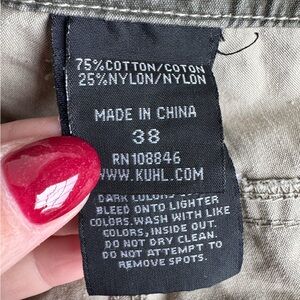 75%COTTON/COTON
25%NYLON/NYLON
MADE IN CHINA
38
RN108846
WWW.KUHL.COM
DARK COLORS
BLEED ONTO LIGHTER
COLORS.WASH WITH LIKE
COLORS,INSIDE OUT.
DO NOT DRY CLEAN.
DO NOT ATTEMPT TO
REMOVE SPOTS.